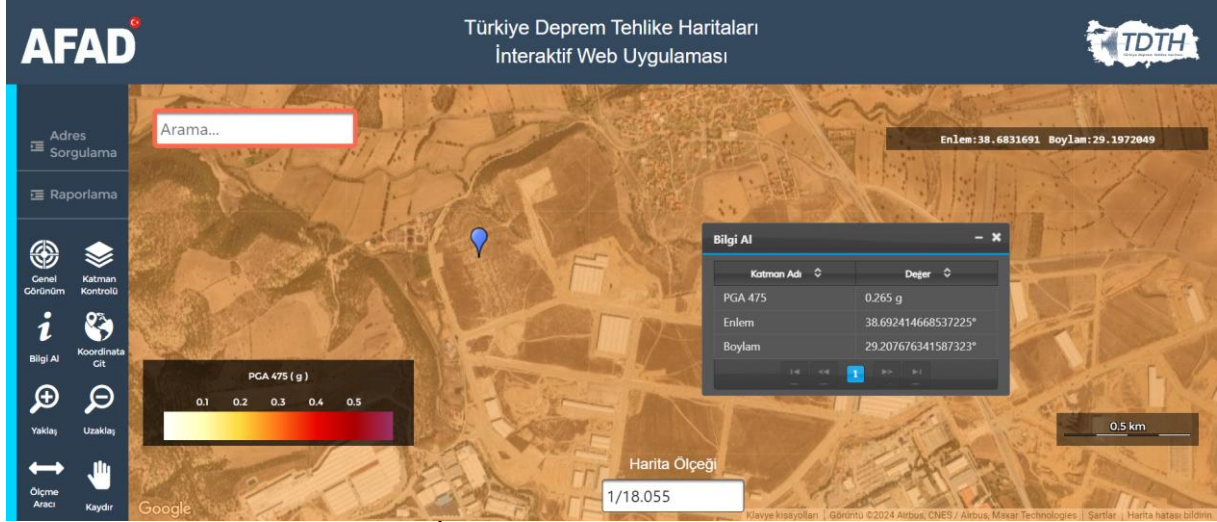 AFAD
Türkiye Deprem Tehlike Haritaları
İnteraktif Web Uygulaması
TDTH
Adres
Sorgulama
Raporlama
Genel
Görünüm
Katman
Kontrolü
Bilgi Al
Koordinata
Git
Yaklaş
Uzaklaş
Ölçme
Aracı
Kaydır
Arama...
Enlem:38.6831691 Boylam:29.1972049
Bilgi Al
Katman Adı Değer
PGA 475 0.265 g
Enlem 38.692414668537225°
Boylam 29.207676341587323°
1
PGA 475 ( g )
0.1 0.2 0.3 0.4 0.5
0.5 km
Harita Ölçeği
1/18.055
Google
Klavye kısayolları Görüntü ©2024 Airbus, CNES / Airbus, Maxar Technologies Şartlar Harita hatası bildirin